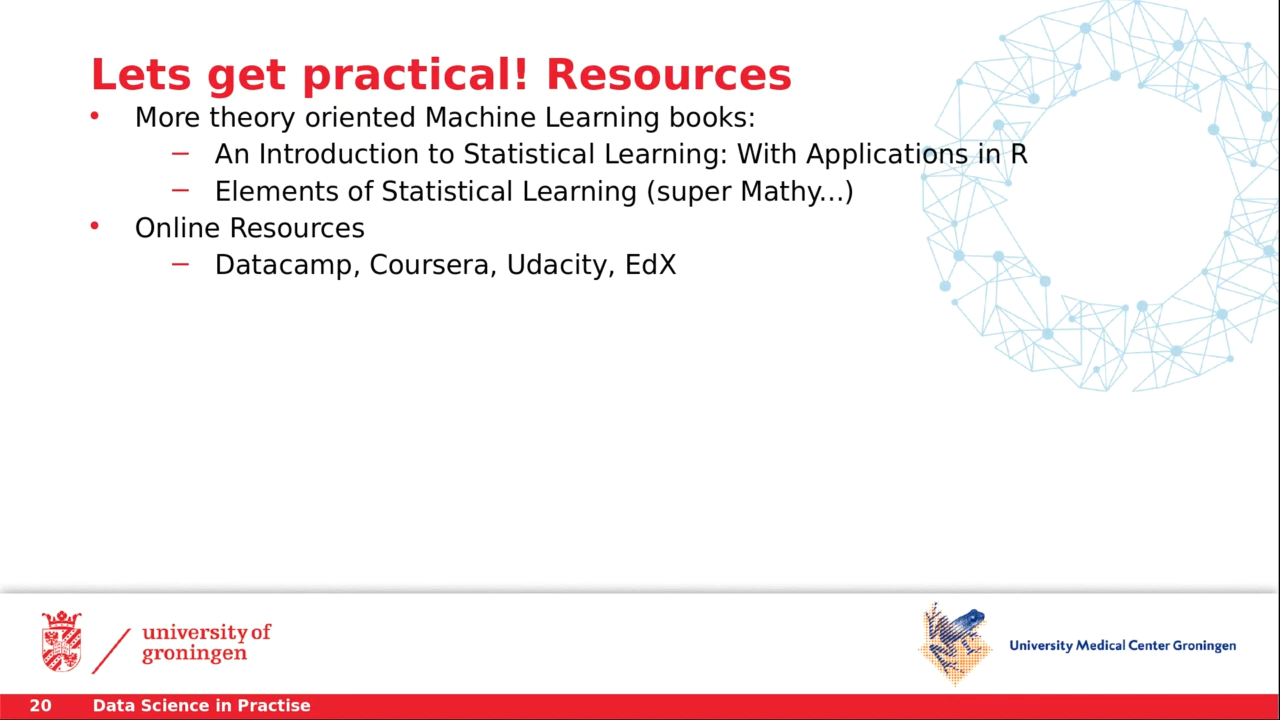 Lets get practical! Resources
• More theory oriented Machine Learning books:
– An Introduction to Statistical Learning: With Applications in R
– Elements of Statistical Learning (super Mathy...)
• Online Resources
– Datacamp, Coursera, Udacity, EdX
university of
groningen
University Medical Center Groningen
20 Data Science in Practise